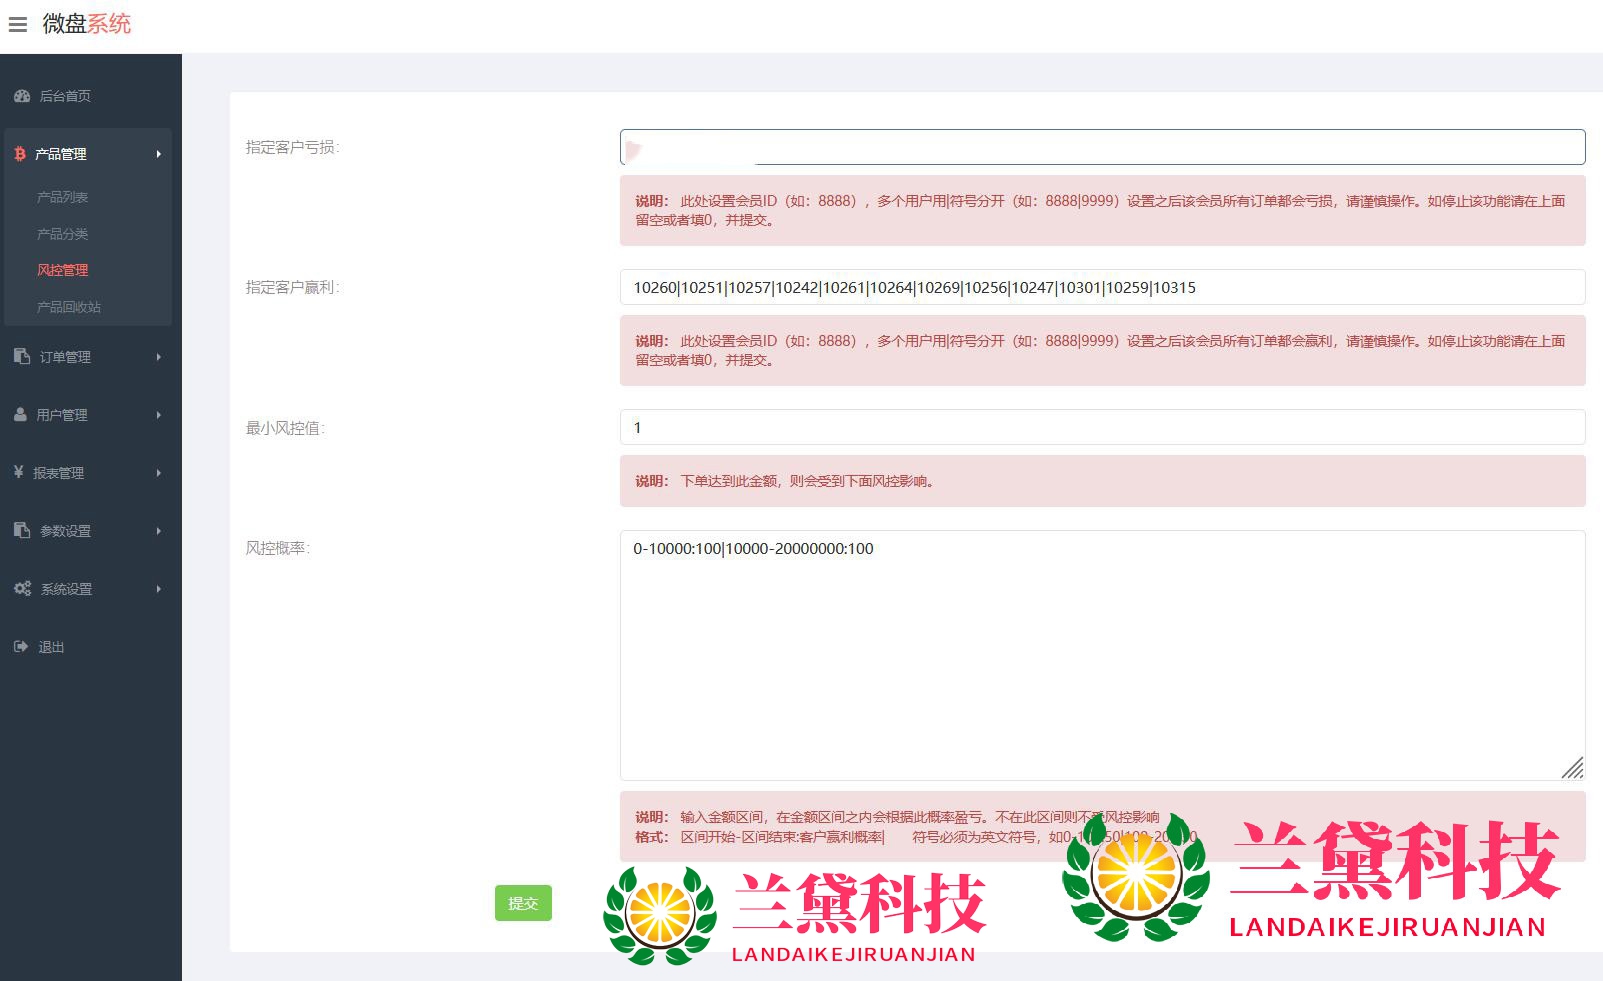 微盘系统
后台首页
产品管理
产品列表
产品分类
风控管理
产品回收站
订单管理
用户管理
报表管理
参数设置
系统设置
退出
指定客户亏损:
说明： 此处设置会员ID（如：8888），多个用户用|符号分开（如：8888|9999）设置之后该会员所有订单都会亏损，请谨慎操作。如停止该功能请在上面
留空或者填0，并提交。
指定客户赢利:
10260|10251|10257|10242|10261|10264|10269|10256|10247|10301|10259|10315
说明： 此处设置会员ID（如：8888），多个用户用|符号分开（如：8888|9999）设置之后该会员所有订单都会赢利，请谨慎操作。如停止该功能请在上面
留空或者填0，并提交。
最小风控值:
1
说明： 下单达到此金额，则会受到下面风控影响。
风控概率:
0-10000:100|10000-20000000:100
说明： 输入金额区间，在金额区间之内会根据此概率盈亏。不在此区间则不受风控影响
格式： 区间开始-区间结束:客户赢利概率| 符号必须为英文符号，如0-
提交
兰黛科技
LANDAIKEJIRUANJIAN
兰黛科技
LANDAIKEJIRUANJIAN